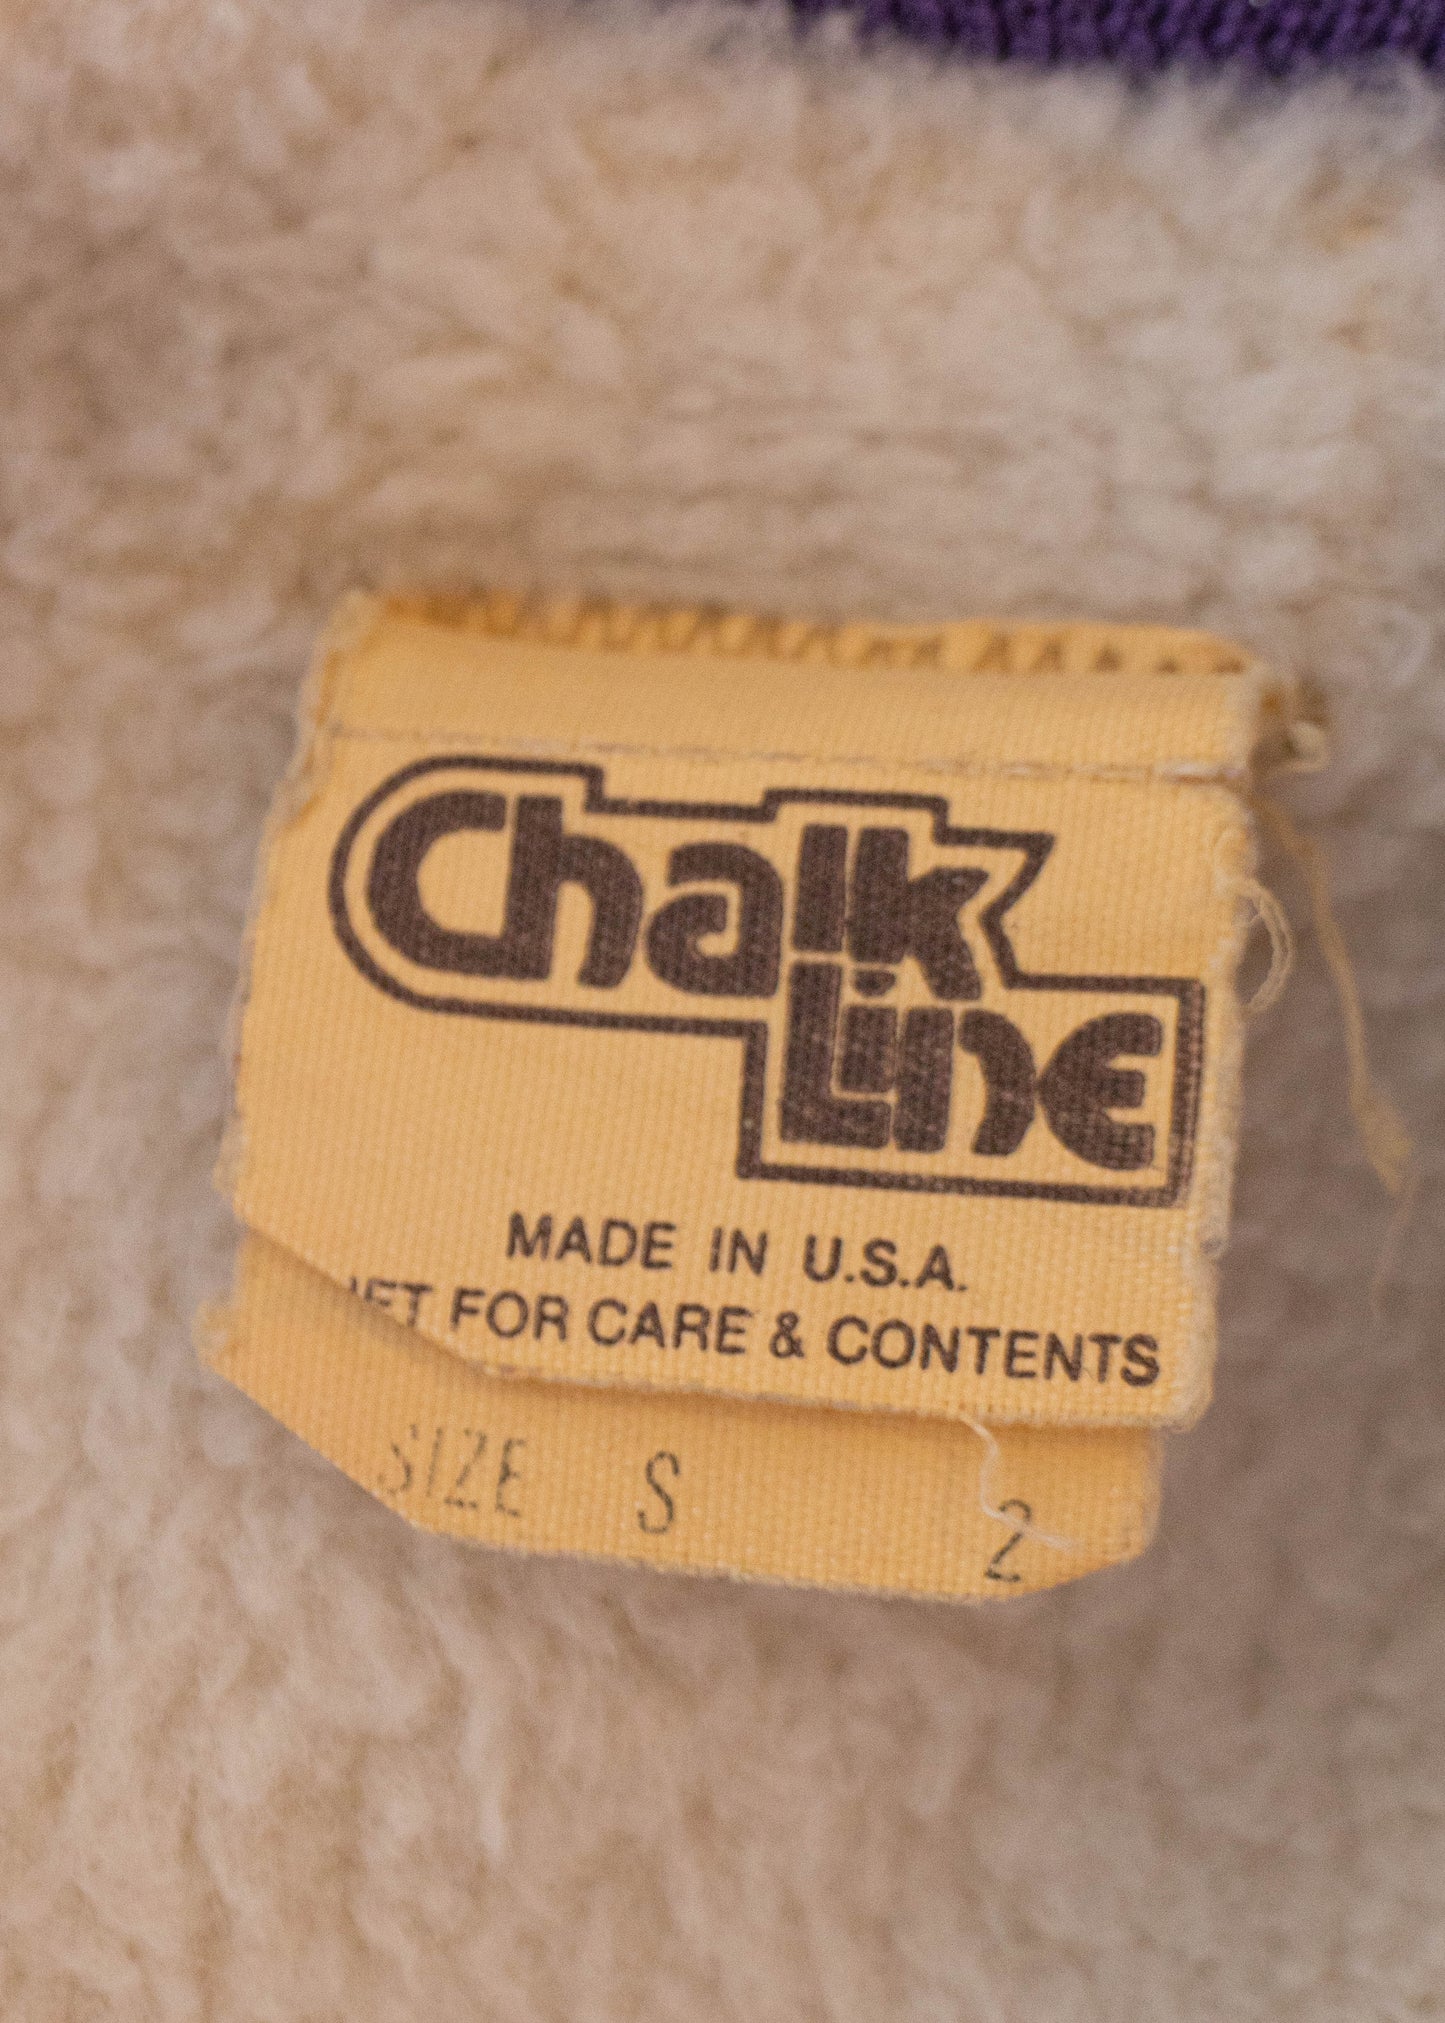 Chalk
Line
MADE IN U.S.A.
FOR CARE & CONTENTS
SIZE S 2